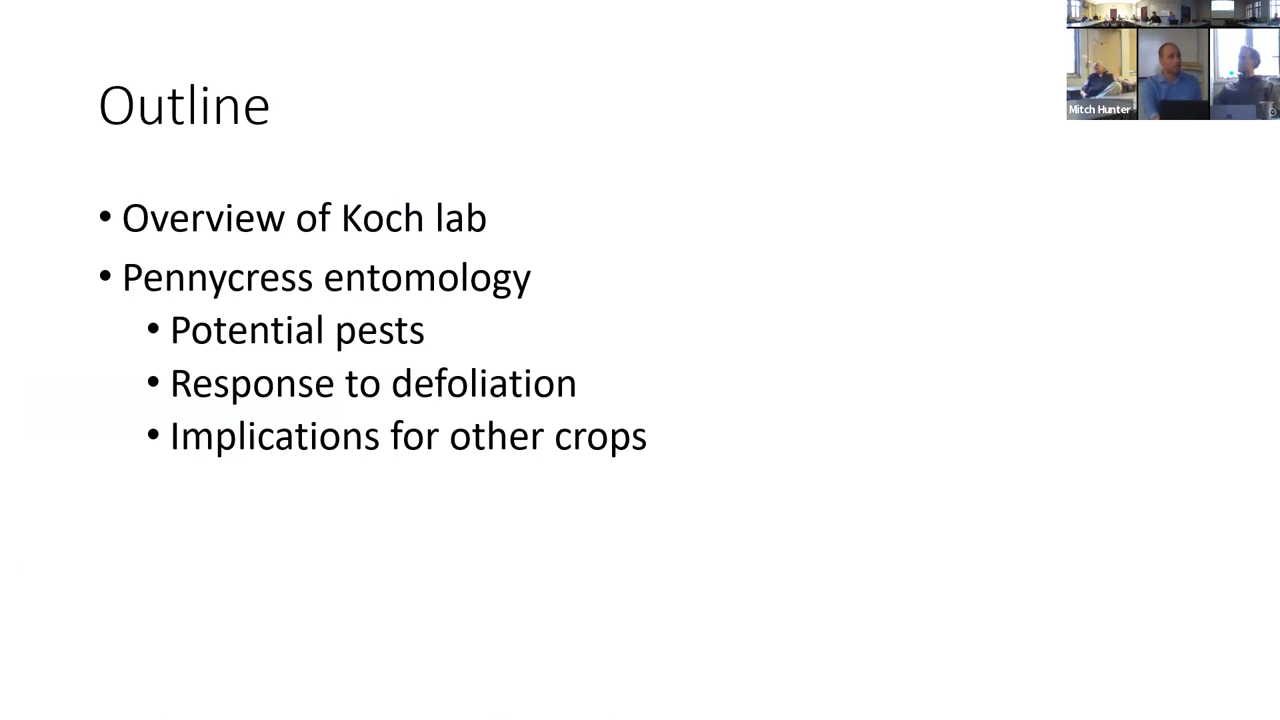 Outline
• Overview of Koch lab
• Pennycress entomology
• Potential pests
• Response to defoliation
• Implications for other crops
Mitch Hunter